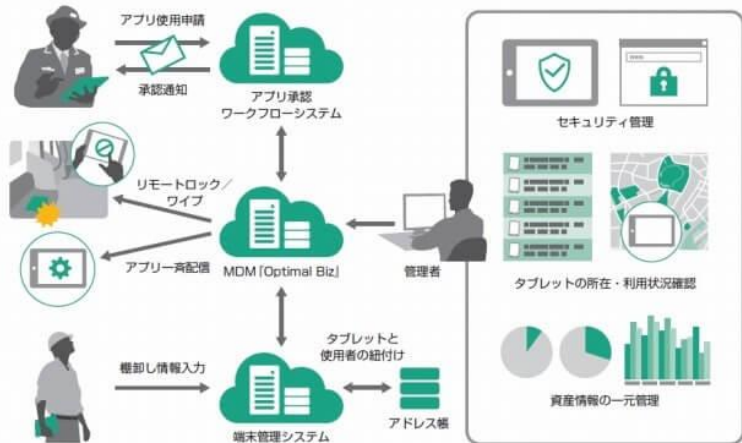 アプリ使用申請
承認通知
アプリ承認
ワークフローシステム
リモートロック／
ワイプ
アプリ一斉配信
MDM『Optimal Biz』
管理者
棚卸し情報入力
端末管理システム
タブレットと
使用者の紐付け
アドレス帳
セキュリティ管理
タブレットの所在・利用状況確認
資産情報の一元管理